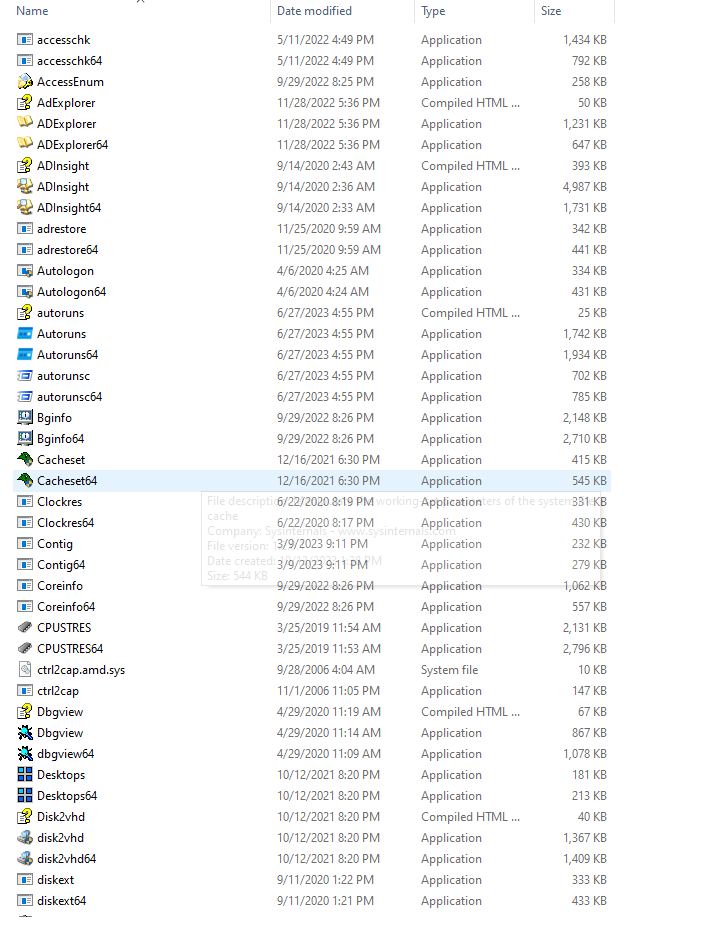 Name Date modified Type Size
accesschk 5/11/2022 4:49 PM Application 1,434 KB
accesschk64 5/11/2022 4:49 PM Application 792 KB
AccessEnum 9/29/2022 8:25 PM Application 258 KB
AdExplorer 11/28/2022 5:36 PM Compiled HTML ... 50 KB
ADExplorer 11/28/2022 5:36 PM Application 1,231 KB
ADExplorer64 11/28/2022 5:36 PM Application 647 KB
ADInsight 9/14/2020 2:43 AM Compiled HTML ... 393 KB
ADInsight 9/14/2020 2:36 AM Application 4,987 KB
ADInsight64 9/14/2020 2:33 AM Application 1,731 KB
adrestore 11/25/2020 9:59 AM Application 342 KB
adrestore64 11/25/2020 9:59 AM Application 441 KB
Autologon 4/6/2020 4:25 AM Application 334 KB
Autologon64 4/6/2020 4:24 AM Application 431 KB
autoruns 6/27/2023 4:55 PM Compiled HTML ... 25 KB
Autoruns 6/27/2023 4:55 PM Application 1,742 KB
Autoruns64 6/27/2023 4:55 PM Application 1,934 KB
autorunsc 6/27/2023 4:55 PM Application 702 KB
autorunsc64 6/27/2023 4:55 PM Application 785 KB
Bginfo 9/29/2022 8:26 PM Application 2,148 KB
Bginfo64 9/29/2022 8:26 PM Application 2,710 KB
Cacheset 12/16/2021 6:30 PM Application 415 KB
Cacheset64 12/16/2021 6:30 PM Application 545 KB
Clockres 6/22/2020 8:19 PM Application 331 KB
Clockres64 6/22/2020 8:17 PM Application 430 KB
Contig 3/9/2023 9:11 PM Application 232 KB
Contig64 3/9/2023 9:11 PM Application 279 KB
Coreinfo 9/29/2022 8:26 PM Application 1,062 KB
Coreinfo64 9/29/2022 8:26 PM Application 557 KB
File description
cache
Company: Sysinternals - www.sysinternals.com
File version:
Date created:
Size: 544 KB
CPUSTRES 3/25/2019 11:54 AM Application 2,131 KB
CPUSTRES64 3/25/2019 11:53 AM Application 2,796 KB
ctrl2cap.amd.sys 9/28/2006 4:04 AM System file 10 KB
ctrl2cap 11/1/2006 11:05 PM Application 147 KB
Dbgview 4/29/2020 11:19 AM Compiled HTML ... 67 KB
Dbgview 4/29/2020 11:14 AM Application 867 KB
dbgview64 4/29/2020 11:09 AM Application 1,078 KB
Desktops 10/12/2021 8:20 PM Application 181 KB
Desktops64 10/12/2021 8:20 PM Application 213 KB
Disk2vhd 10/12/2021 8:20 PM Compiled HTML ... 40 KB
disk2vhd 10/12/2021 8:20 PM Application 1,367 KB
disk2vhd64 10/12/2021 8:20 PM Application 1,409 KB
diskext 9/11/2020 1:22 PM Application 333 KB
diskext64 9/11/2020 1:21 PM Application 433 KB